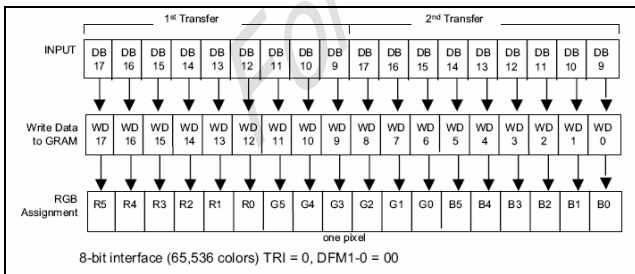 1st Transfer 2nd Transfer
INPUT DB 17 DB 16 DB 15 DB 14 DB 13 DB 12 DB 11 DB 10 DB 9 DB 17 DB 16 DB 15 DB 14 DB 13 DB 12 DB 11 DB 10 DB 9
Write Data to GRAM WD 17 WD 16 WD 15 WD 14 WD 13 WD 12 WD 11 WD 10 WD 9 WD 8 WD 7 WD 6 WD 5 WD 4 WD 3 WD 2 WD 1 WD 0
RGB Assignment R5 R4 R3 R2 R1 R0 G5 G4 G3 G2 G1 G0 B5 B4 B3 B2 B1 B0
one pixel
8-bit interface (65,536 colors) TRI = 0, DFM1-0 = 00
For